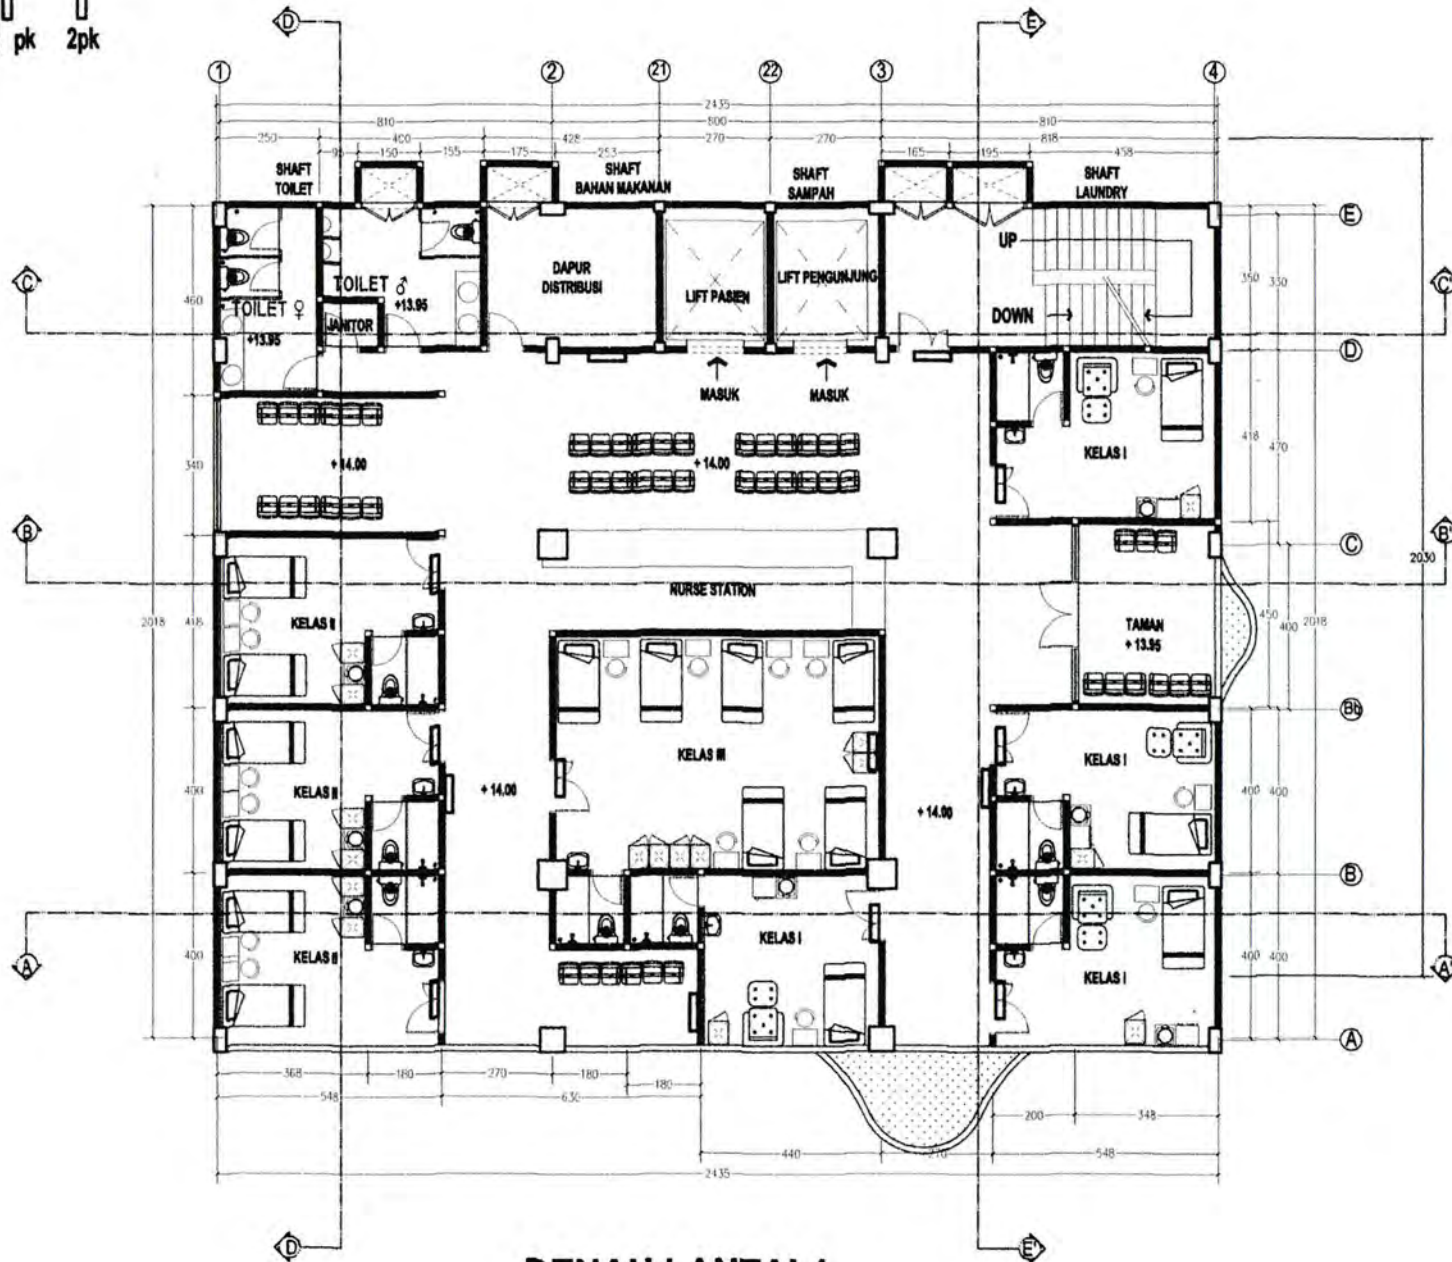 pk 2pk
D E
1 2 21 22 3 4
2435
810 800 810
250 400 428 270 270 818
150 155 175 253 165 195 458
SHAFT
TOILET
SHAFT
BAHAN MAKANAN
SHAFT
SAMPAH
SHAFT
LAUNDRY
E
UP
DAPUR
DISTRIBUSI
LIFT PASIEN
LIFT PENGUNJUNG
C
TOILET ♂
+13.95
TOILET ♀
+13.95
JANITOR
DOWN
C'
460
350
D
MASUK
MASUK
+ 14.00
+ 14.00
KELAS I
340
418 470
B
B'
C
2030
NURSE STATION
2018 418
KELAS II
TAMAN
+ 13.95
450 400 2018
Bb
KELAS III
KELAS I
400
KELAS II
+ 14.00
+ 14.00
400 400
B
400
KELAS II
KELAS I
KELAS I
400 400
A
A'
A
368 180 270 180
180
548 630
200 348
440 270 548
2435
D E'